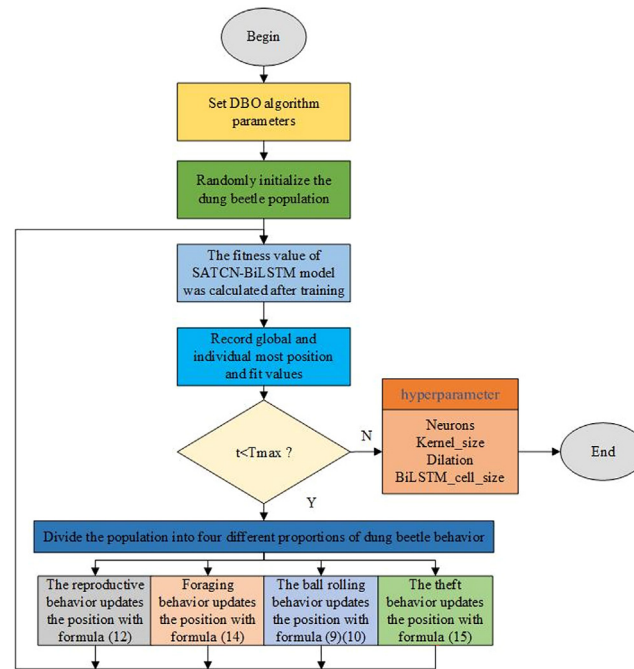 Begin
Set DBO algorithm
parameters
Randomly initialize the
dung beetle population
The fitness value of
SATCN-BiLSTM model
was calculated after training
Record global and
individual most position
and fit values
t<Tmax ?
N
Y
hyperparameter
Neurons
Kernel_size
Dilation
BiLSTM_cell_size
End
Divide the population into four different proportions of dung beetle behavior
The reproductive
behavior updates
the position with
formula (12)
Foraging
behavior updates
the position with
formula (14)
The ball rolling
behavior updates
the position with
formula (9)(10)
The theft
behavior updates
the position with
formula (15)